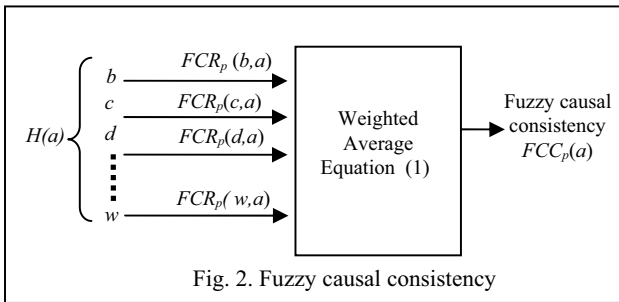 H(a)
b
FCRp (b,a)
c
FCRp(c,a)
d
FCRp(d,a)
w
FCRp( w,a)
Weighted
Average
Equation (1)
Fuzzy causal
consistency
FCCp(a)
Fig. 2. Fuzzy causal consistency